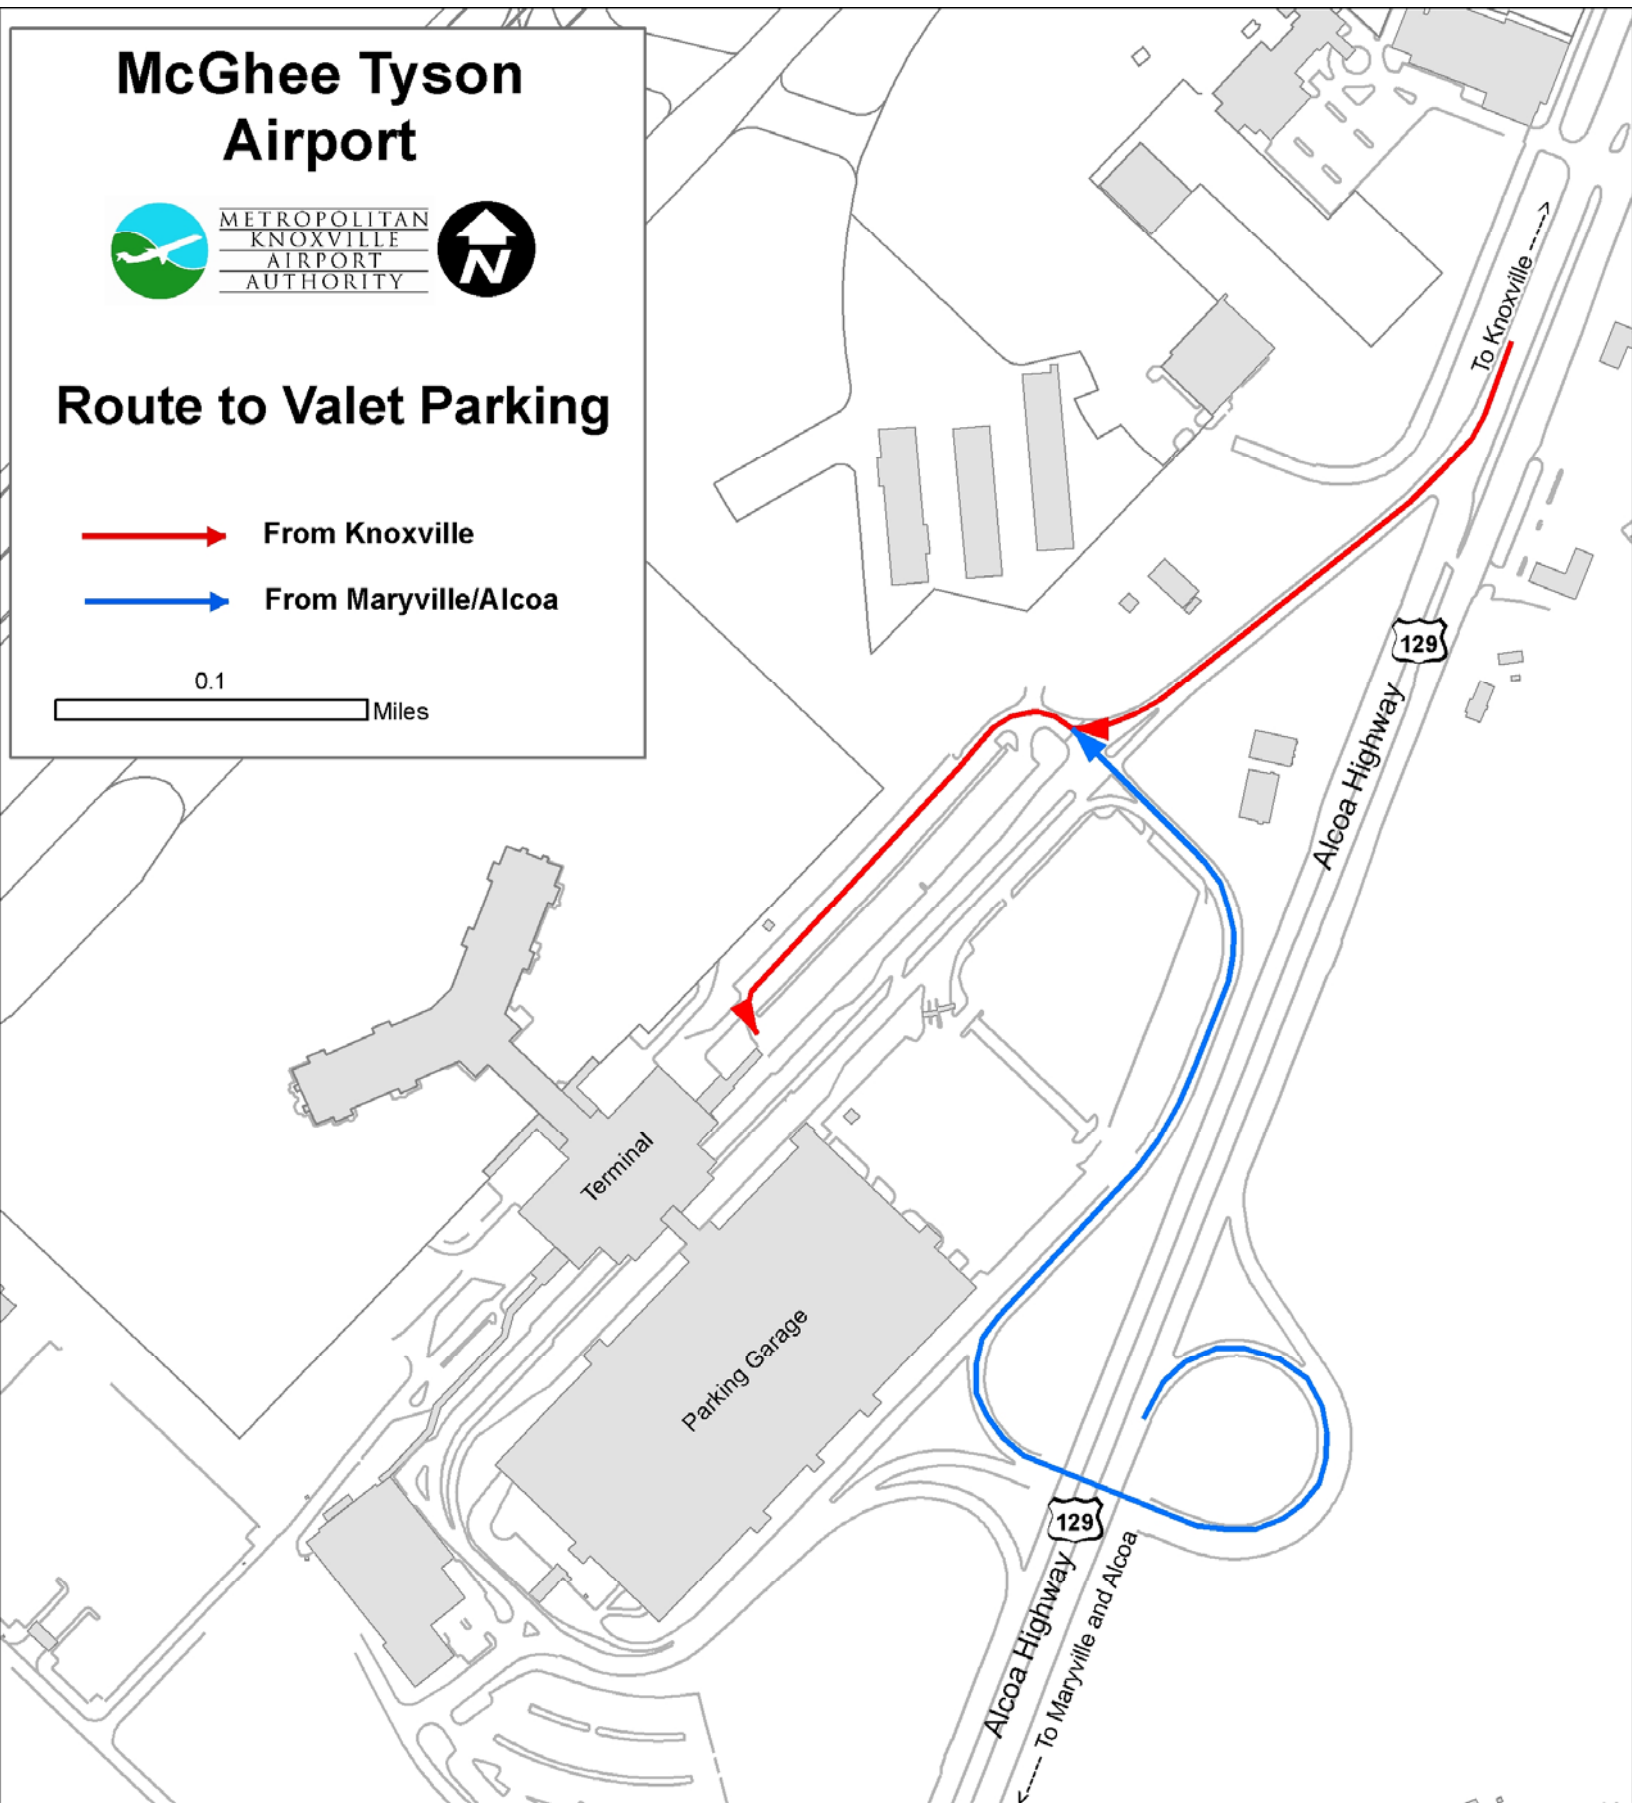 McGhee Tyson
Airport
METROPOLITAN
KNOXVILLE
AIRPORT
AUTHORITY
N
Route to Valet Parking
From Knoxville
From Maryville/Alcoa
0.1
Miles
To Knoxville ----->
129
Alcoa Highway
Terminal
Parking Garage
129
Alcoa Highway
<----- To Maryville and Alcoa